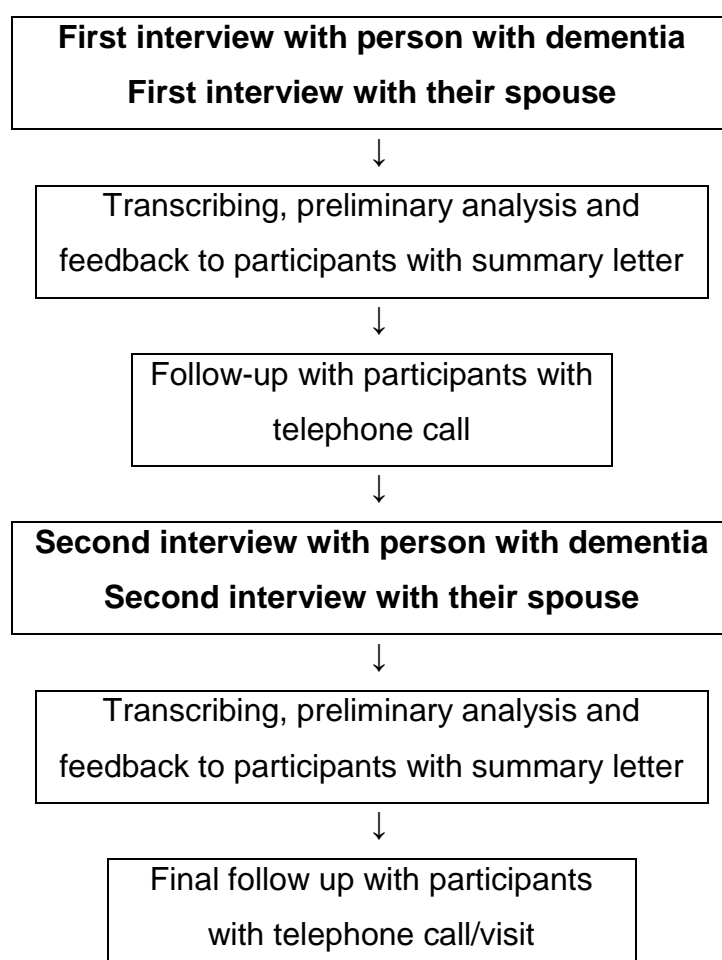 First interview with person with dementia
First interview with their spouse
↓
Transcribing, preliminary analysis and
feedback to participants with summary letter
↓
Follow-up with participants with
telephone call
↓
Second interview with person with dementia
Second interview with their spouse
↓
Transcribing, preliminary analysis and
feedback to participants with summary letter
↓
Final follow up with participants
with telephone call/visit